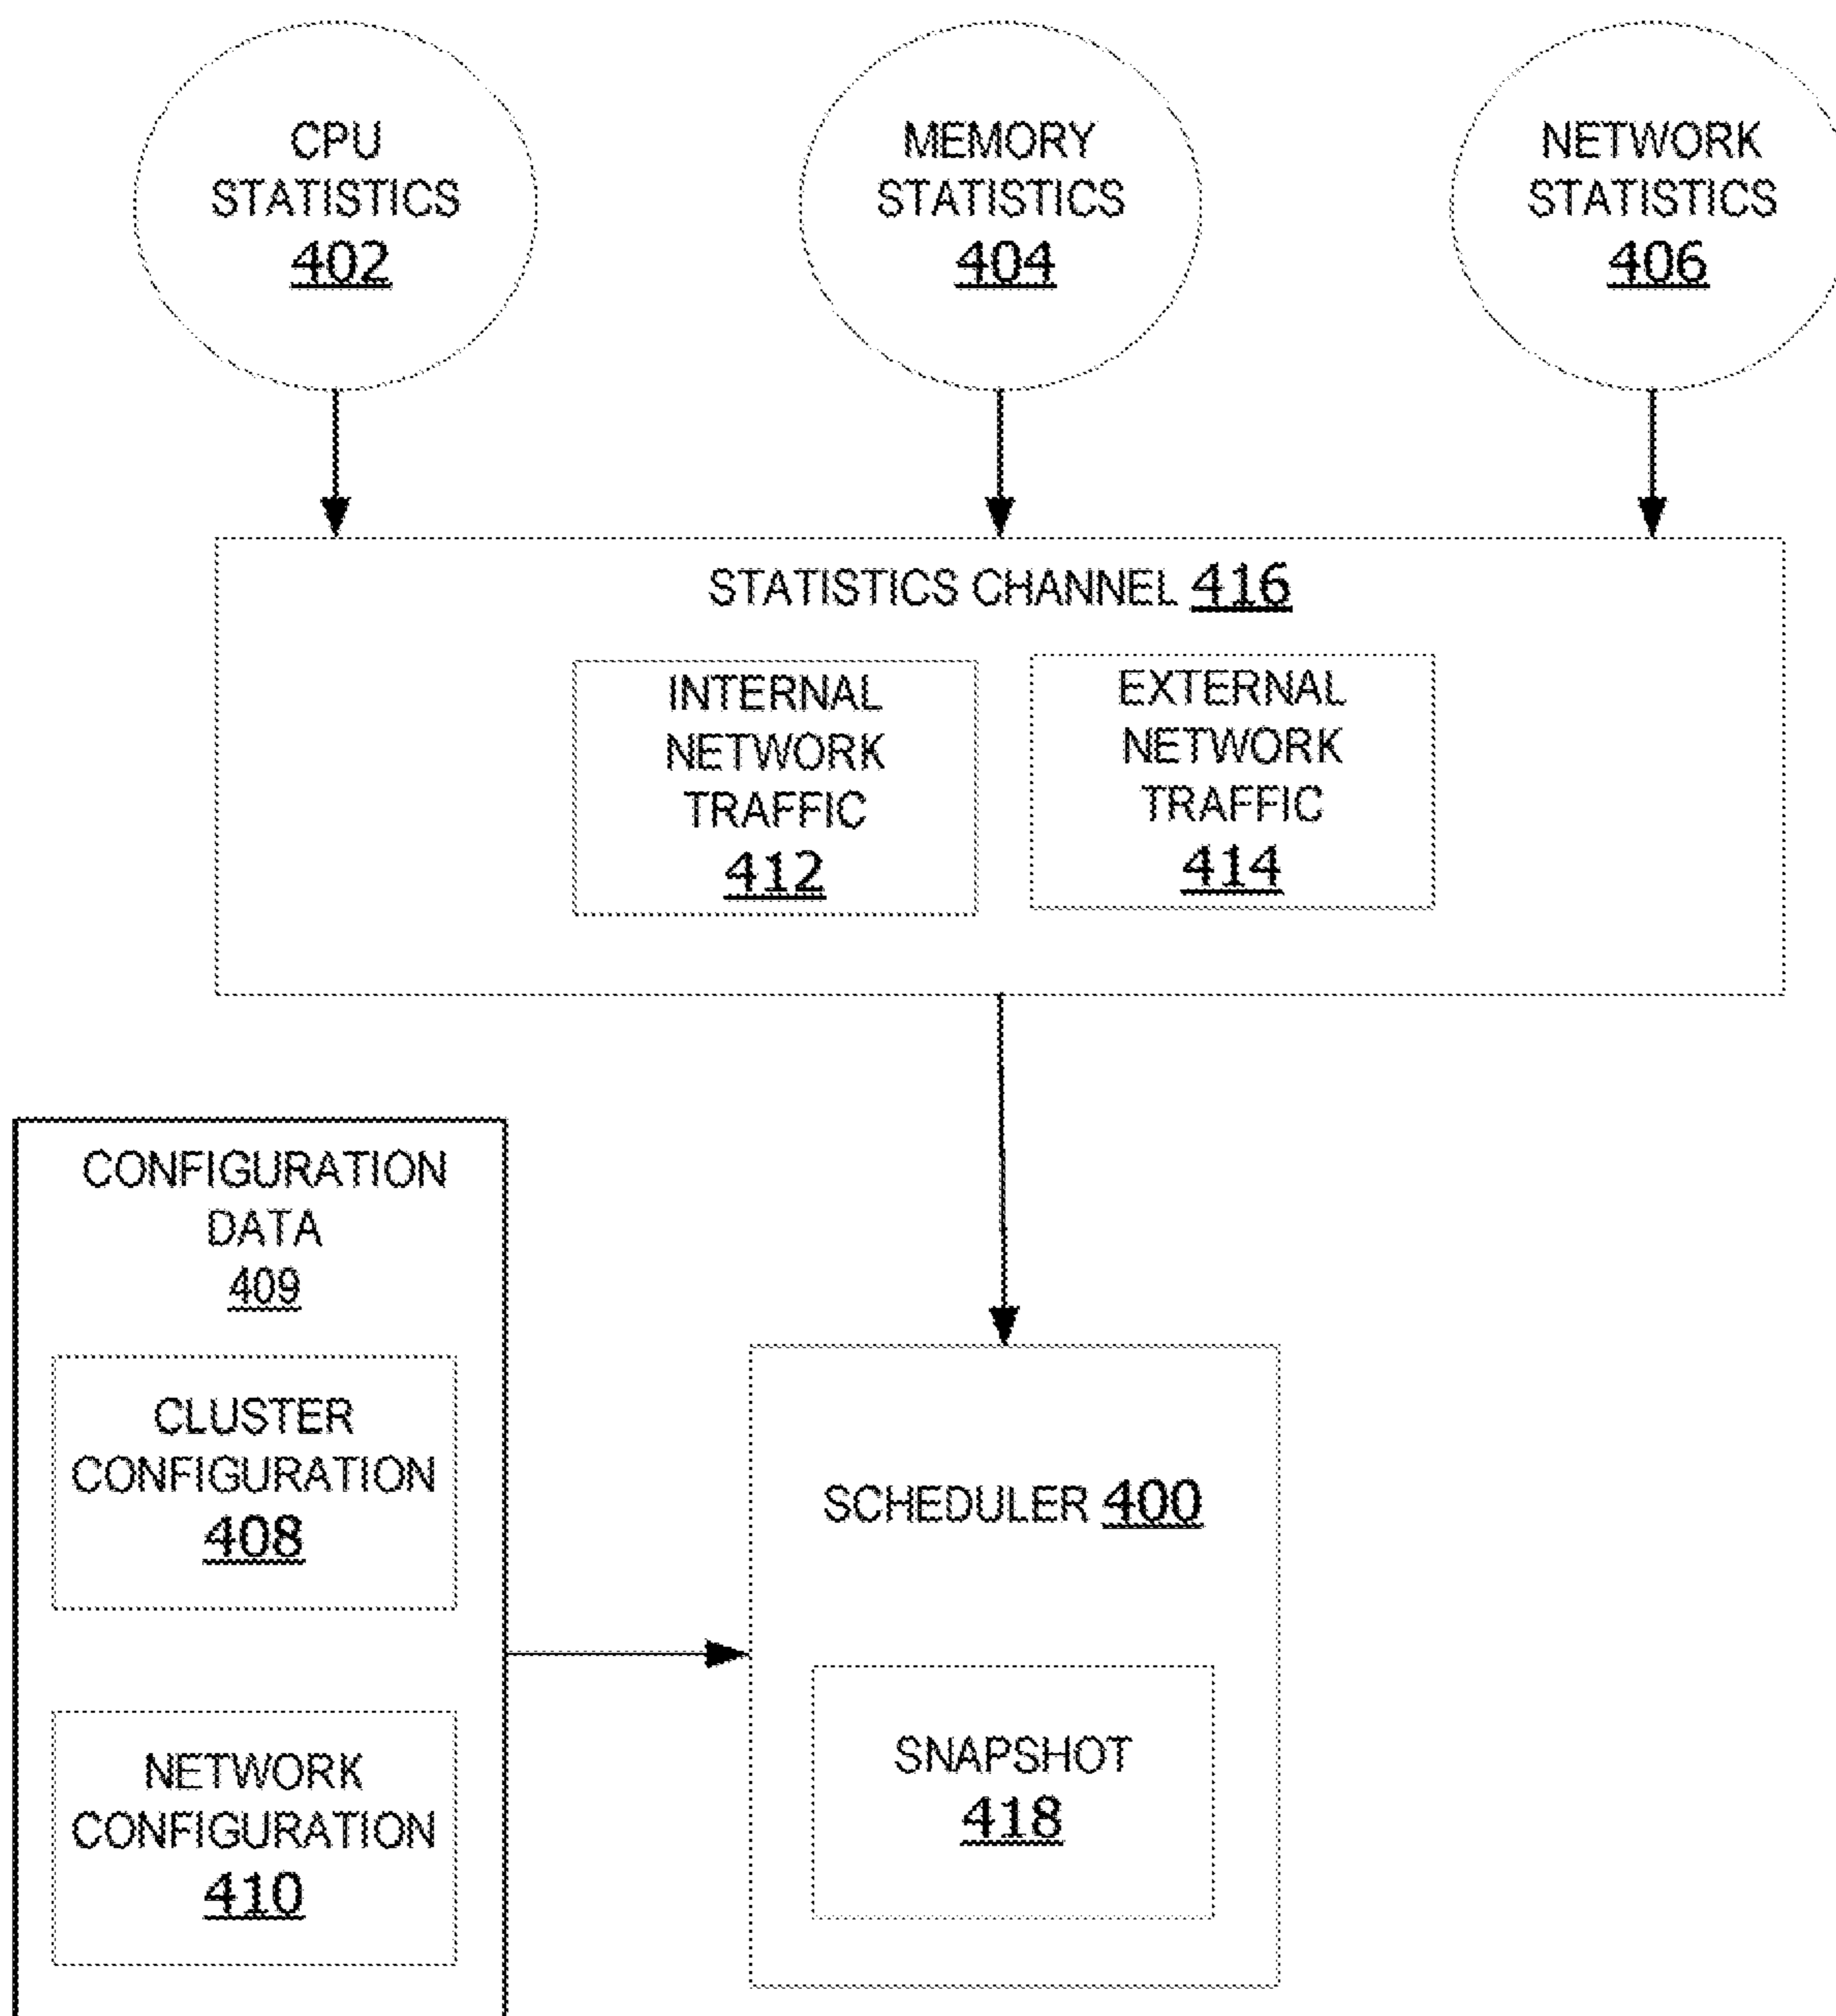 CPU
STATISTICS
402
MEMORY
STATISTICS
404
NETWORK
STATISTICS
406
STATISTICS CHANNEL 416
INTERNAL
NETWORK
TRAFFIC
412
EXTERNAL
NETWORK
TRAFFIC
414
CONFIGURATION
DATA
409
CLUSTER
CONFIGURATION
408
NETWORK
CONFIGURATION
410
SCHEDULER 400
SNAPSHOT
418